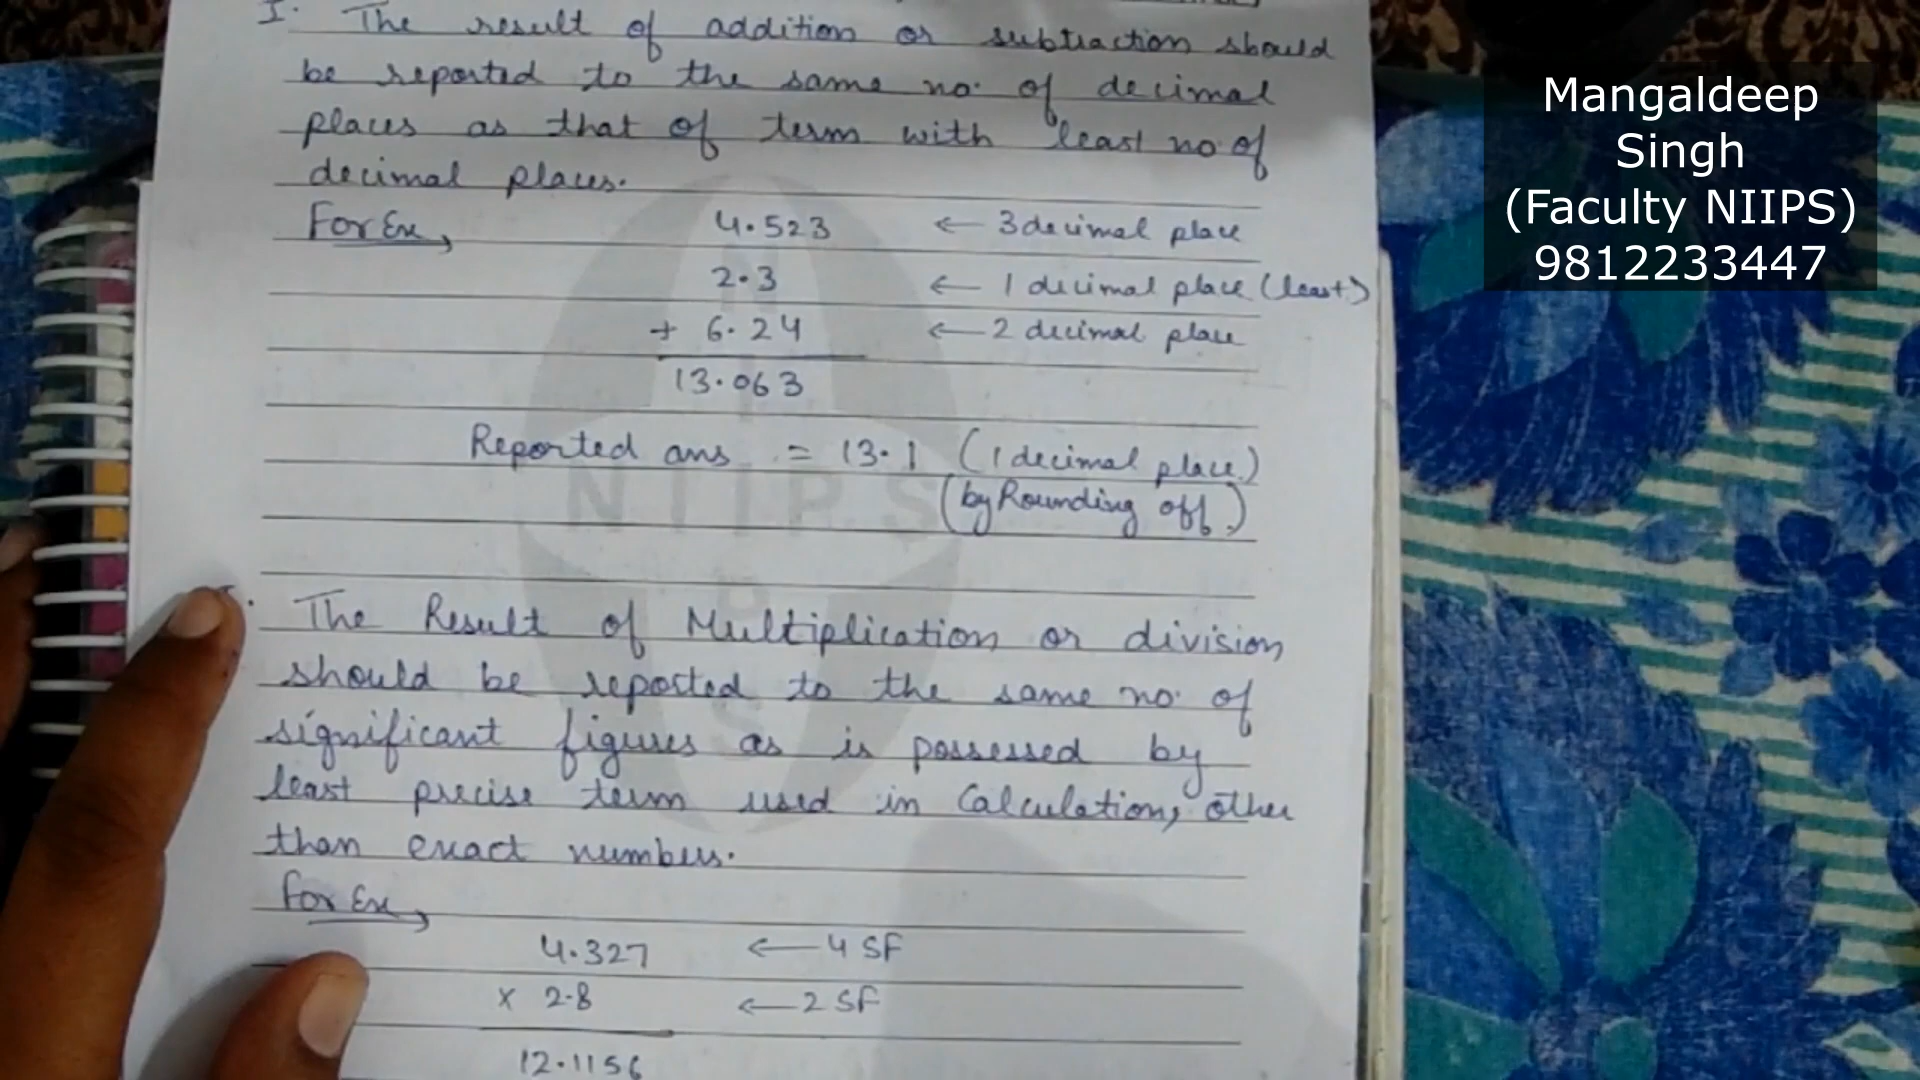 I. The result of addition or subtraction should
be reported to the same no. of decimal
places as that of term with least no of
decimal places.
For Ex, 4.523 ← 3 decimal place
2.3 ← 1 decimal place (least)
+ 6.24 ← 2 decimal place
13.063
Reported ans = 13.1 (1 decimal place)
(by Rounding off)
The Result of Multiplication or division
should be reported to the same no. of
significant figures as is possessed by
least precise term used in Calculation, other
than exact numbers.
For Ex,
4.327 ← 4 SF
x 2.8 ← 2 SF
12.1156
NIIPS
Mangaldeep
Singh
(Faculty NIIPS)
9812233447